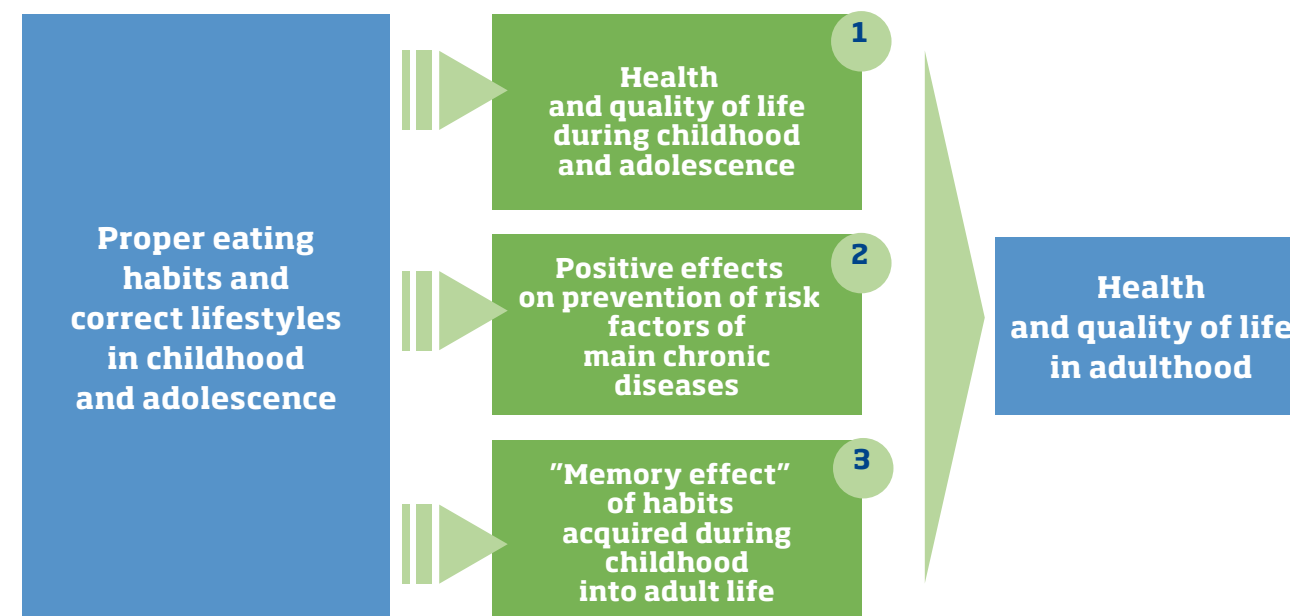 Proper eating
habits and
correct lifestyles
in childhood
and adolescence
1
Health
and quality of life
during childhood
and adolescence
2
Positive effects
on prevention of risk
factors of
main chronic
diseases
3
”Memory effect”
of habits
acquired during
childhood
into adult life
Health
and quality of life
in adulthood